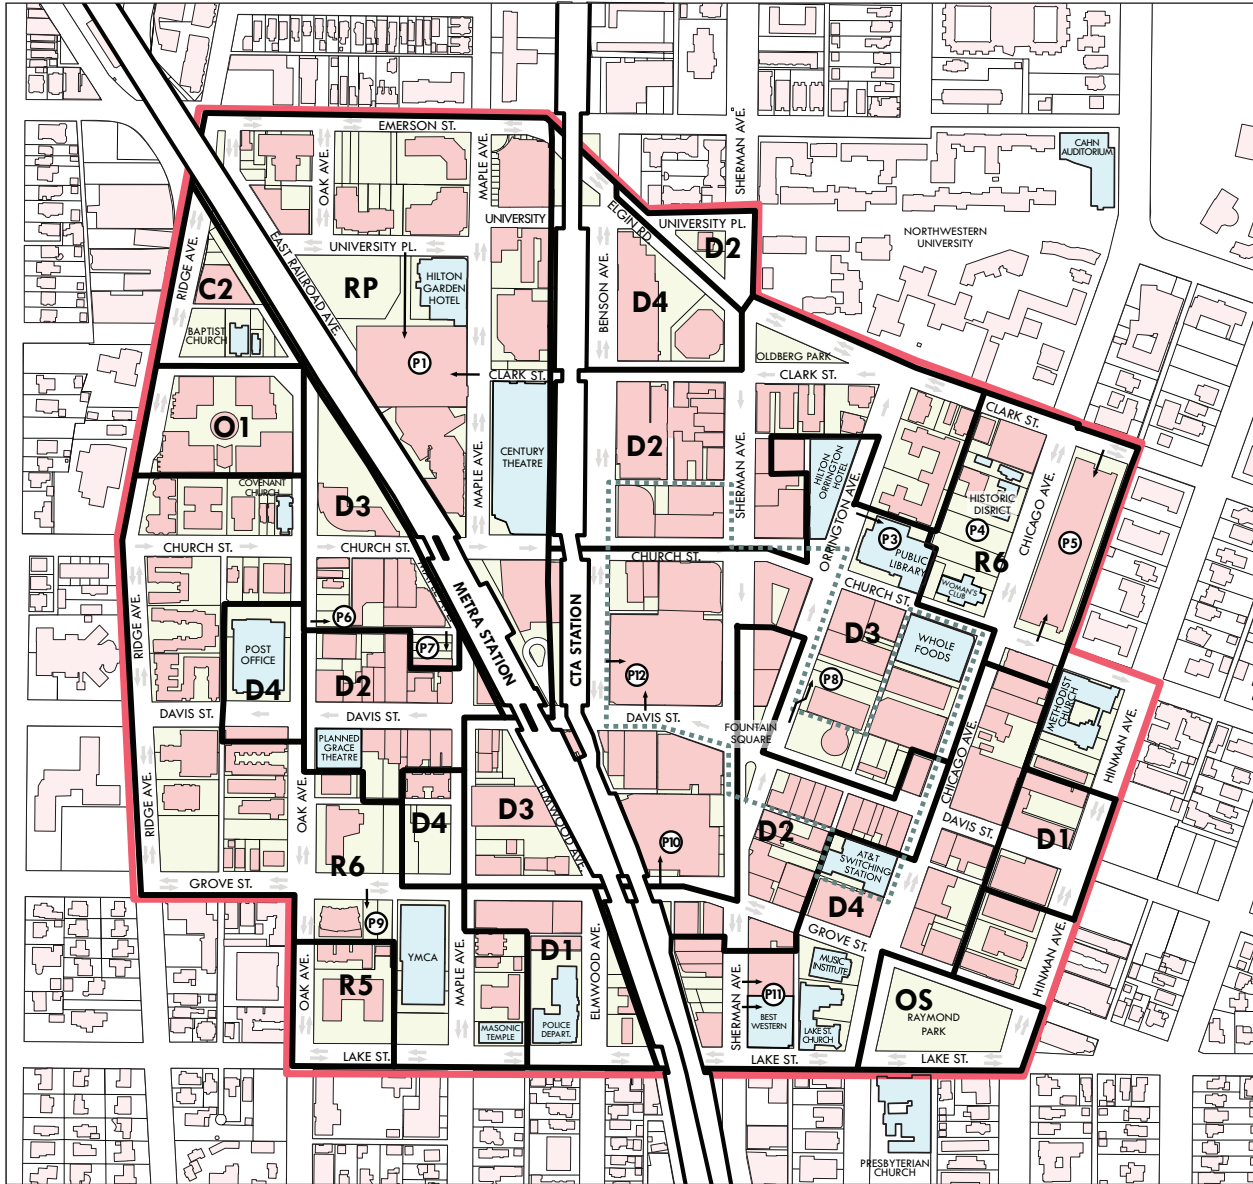 CAHN
AUDITORIUM
EMERSON ST.
OAK AVE.
MAPLE AVE.
SHERMAN AVE.
UNIVERSITY
ELGIN RD.
UNIVERSITY PL.
D2
NORTHWESTERN
UNIVERSITY
RIDGE AVE.
EAST RAILROAD AVE.
UNIVERSITY PL.
C2
RP
HILTON
GARDEN
HOTEL
BENSON AVE.
D4
BAPTIST
CHURCH
P1
OLDBERG PARK
CLARK ST.
CLARK ST.
CLARK ST.
O1
D2
CENTURY
THEATRE
MAPLE AVE.
SHERMAN AVE.
HILTON
ORRINGTON
HOTEL
ORRINGTON AVE.
COVENANT
CHURCH
D3
HISTORIC
DISRICT
CHICAGO AVE.
P3
P4
P5
PUBLIC
LIBRARY
R6
CHURCH ST.
CHURCH ST.
CHURCH ST.
METRA STATION
CTA STATION
WOMAN'S
CLUB
CHURCH ST.
RIDGE AVE.
P6
P7
D3
WHOLE
FOODS
POST
OFFICE
D4
D2
P12
P8
METHODIST
CHURCH
DAVIS ST.
DAVIS ST.
DAVIS ST.
FOUNTAIN
SQUARE
HINMAN AVE.
PLANNED
GRACE
THEATRE
CHICAGO AVE.
RIDGE AVE.
OAK AVE.
D4
D3
ELMWOOD AVE.
P10
D2
DAVIS ST.
D1
AT&T
SWITCHING
STATION
R6
GROVE ST.
D4
P9
GROVE ST.
YMCA
MAPLE AVE.
D1
ELMWOOD AVE.
MUSIC
INSTITUTE
HINMAN AVE.
OAK AVE.
R5
SHERMAN AVE.
P11
OS
RAYMOND
PARK
MASONIC
TEMPLE
POLICE
DEPART.
BEST
WESTERN
LAKE ST.
CHURCH
LAKE ST.
LAKE ST.
LAKE ST.
PRESBYTERIAN
CHURCH